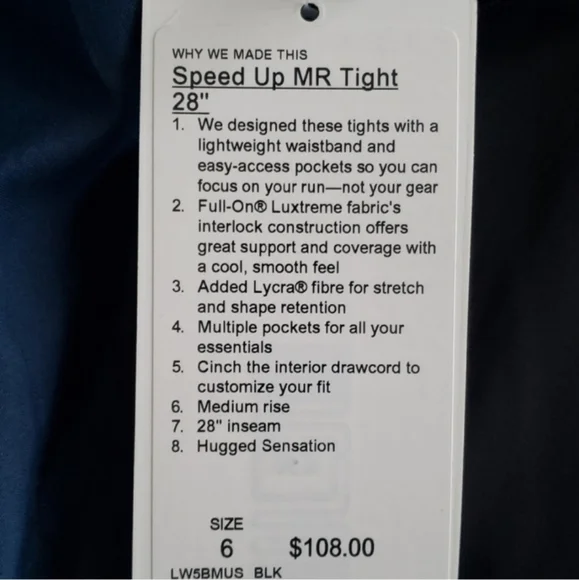 WHY WE MADE THIS
Speed Up MR Tight
28"
1. We designed these tights with a
lightweight waistband and
easy-access pockets so you can
focus on your run—not your gear
2. Full-On® Luxtreme fabric's
interlock construction offers
great support and coverage with
a cool, smooth feel
3. Added Lycra® fibre for stretch
and shape retention
4. Multiple pockets for all your
essentials
5. Cinch the interior drawcord to
customize your fit
6. Medium rise
7. 28" inseam
8. Hugged Sensation
SIZE
6 $108.00
LW5BMUS BLK